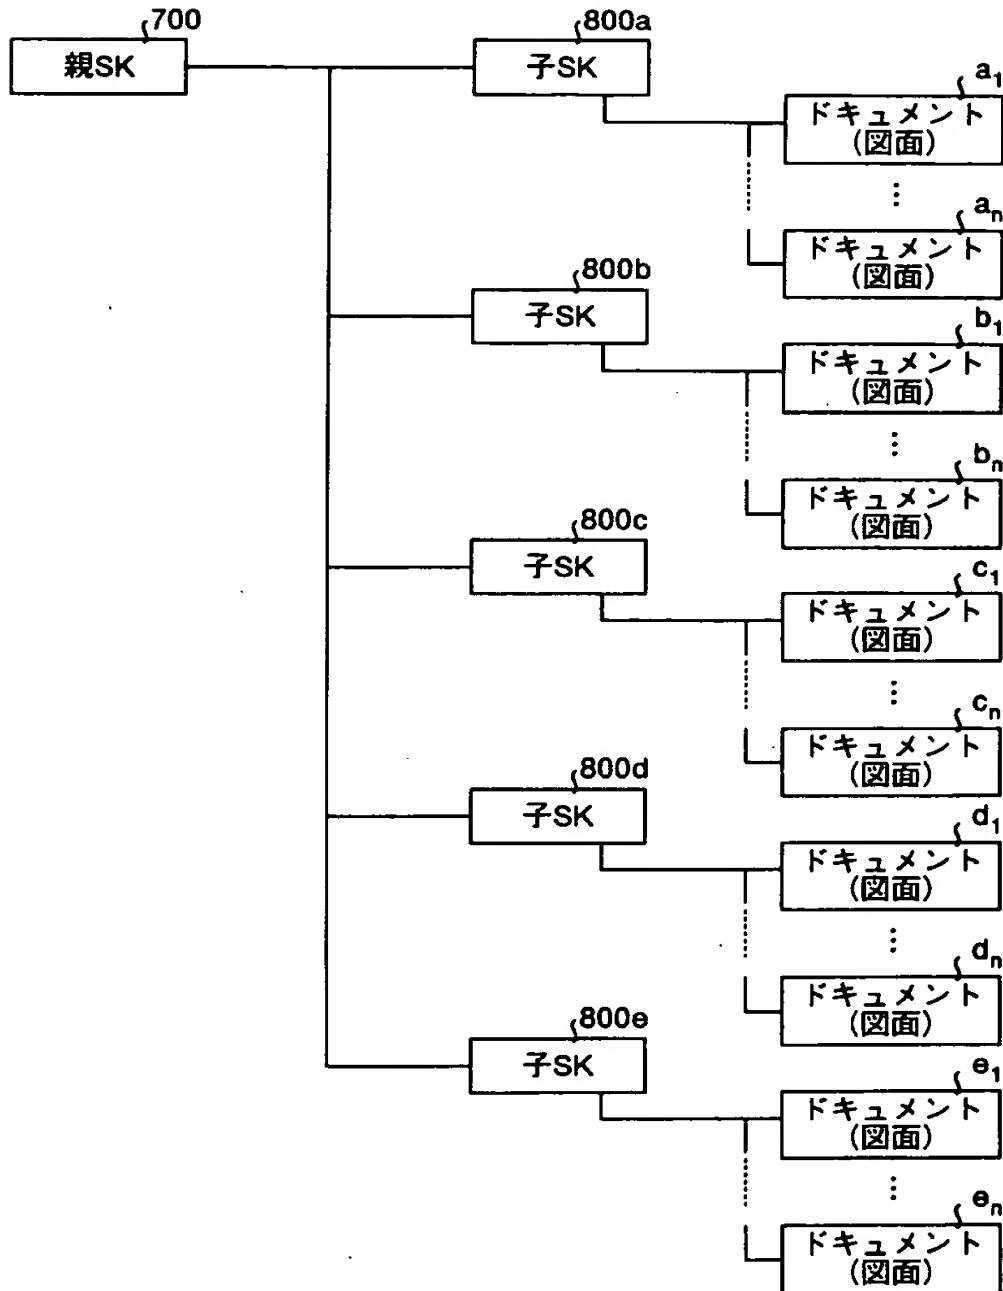 700
親SK
800a
子SK
a1
ドキュメント
(図面)
⋮
an
ドキュメント
(図面)
800b
子SK
b1
ドキュメント
(図面)
⋮
bn
ドキュメント
(図面)
800c
子SK
c1
ドキュメント
(図面)
⋮
cn
ドキュメント
(図面)
800d
子SK
d1
ドキュメント
(図面)
⋮
dn
ドキュメント
(図面)
800e
子SK
e1
ドキュメント
(図面)
⋮
en
ドキュメント
(図面)